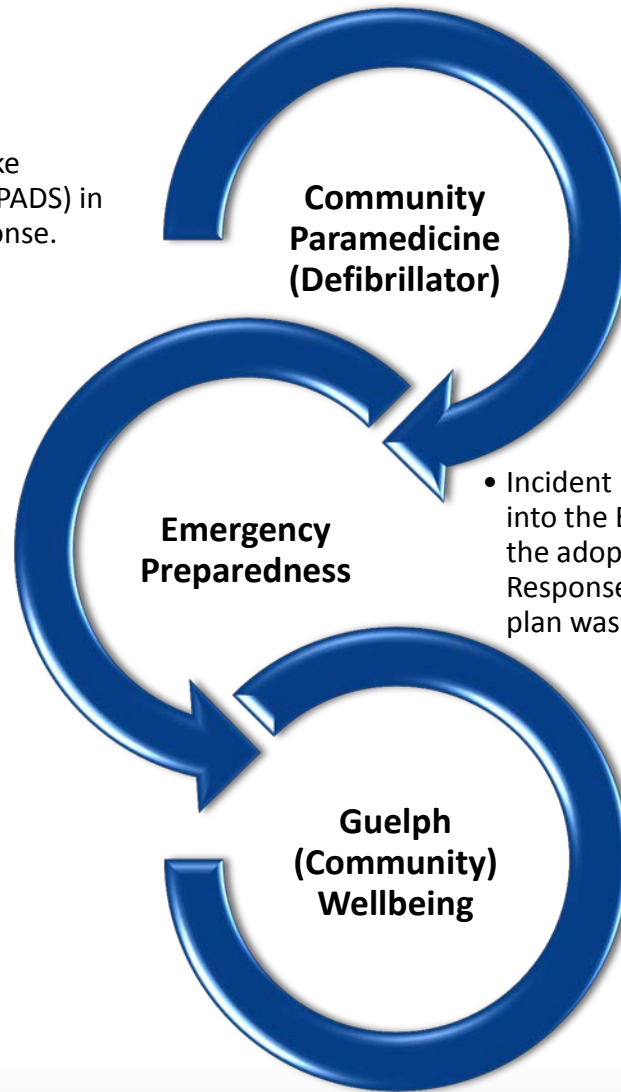 ke
PADS) in
onse.
Community
Paramedicine
(Defibrillator)
Emergency
Preparedness
• Incident
into the E
the adop
Response
plan was
Guelph
(Community)
Wellbeing